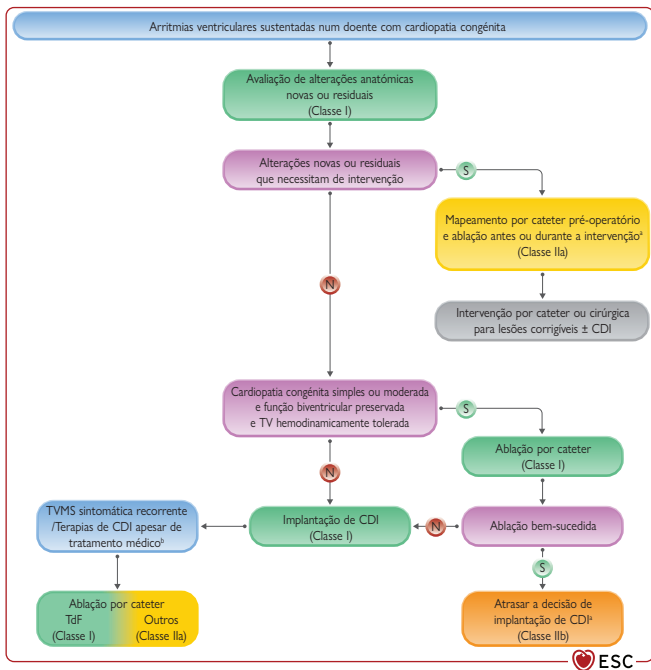 Arritmias ventriculares sustentadas num doente com cardiopatia congénita
Avaliação de alterações anatómicas
novas ou residuais
(Classe I)
Alterações novas ou residuais
que necessitam de intervenção
S
Mapeamento por cateter pré-operatório
e ablação antes ou durante a intervençãoª
(Classe IIa)
N
Intervenção por cateter ou cirúrgica
para lesões corrigíveis ± CDI
Cardiopatia congénita simples ou moderada
e função biventricular preservada
e TV hemodinamicamente tolerada
S
Ablação por cateter
(Classe I)
N
TVMS sintomática recorrente
/Terapias de CDI apesar de
tratamento médicoᵇ
Implantação de CDI
(Classe I)
N
Ablação bem-sucedida
S
Ablação por cateter
TdF Outros
(Classe I) (Classe IIa)
Atrasar a decisão de
implantação de CDIª
(Classe IIb)
ESC